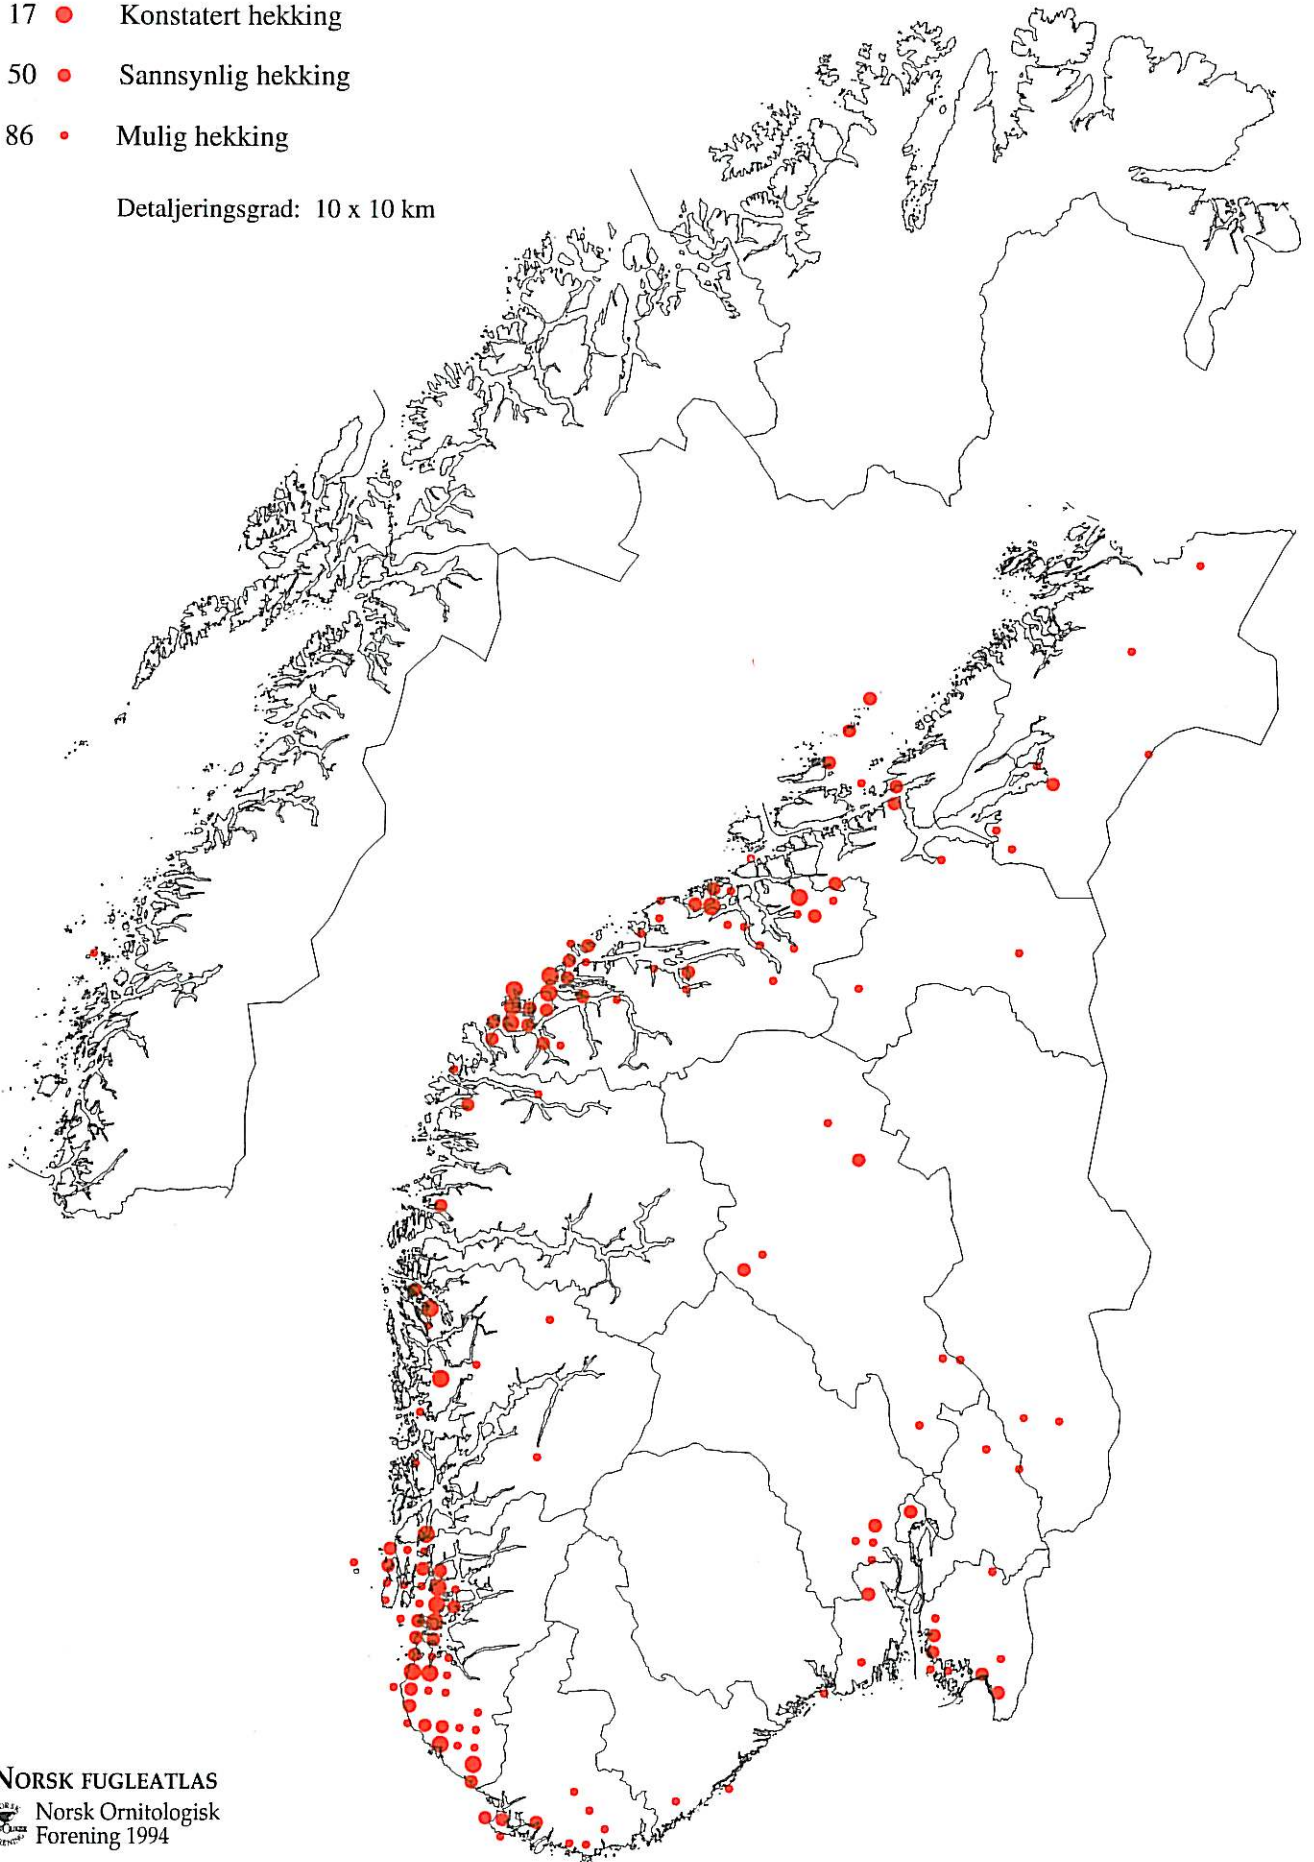 17 Konstatert hekking
50 Sannsynlig hekking
86 Mulig hekking
Detaljeringsgrad: 10 x 10 km
NORSK FUGLEATLAS
Norsk Ornitologisk
Forening 1994